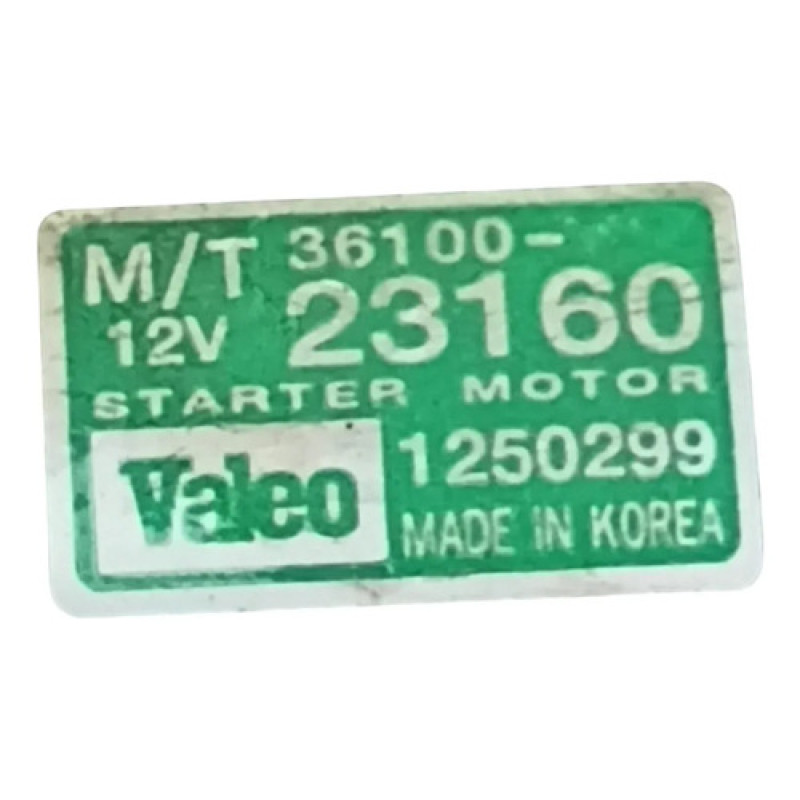 M/T 36100-
12V 23160
STARTER MOTOR
Valeo 1250299
MADE IN KOREA